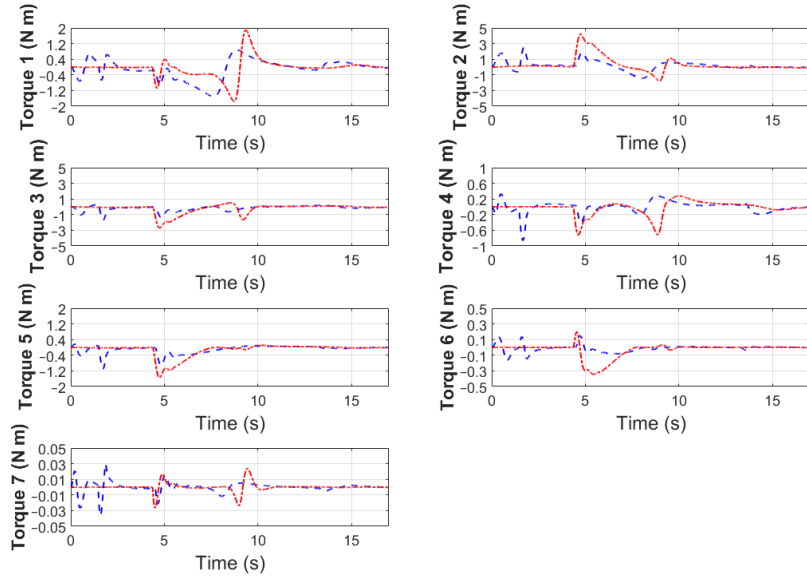 Torque 1 (N m)
2
1.2
0.4
−0.4
−1.2
−2
0 5 10 15
Time (s)
Torque 2 (N m)
5
3
1
−1
−3
−5
0 5 10 15
Time (s)
Torque 3 (N m)
5
3
1
−1
−3
−5
0 5 10 15
Time (s)
Torque 4 (N m)
1
0.6
0.2
−0.2
−0.6
−1
0 5 10 15
Time (s)
Torque 5 (N m)
2
1.2
0.4
−0.4
−1.2
−2
0 5 10 15
Time (s)
Torque 6 (N m)
0.5
0.3
0.1
−0.1
−0.3
−0.5
0 5 10 15
Time (s)
Torque 7 (N m)
0.05
0.03
0.01
−0.01
−0.03
−0.05
0 5 10 15
Time (s)